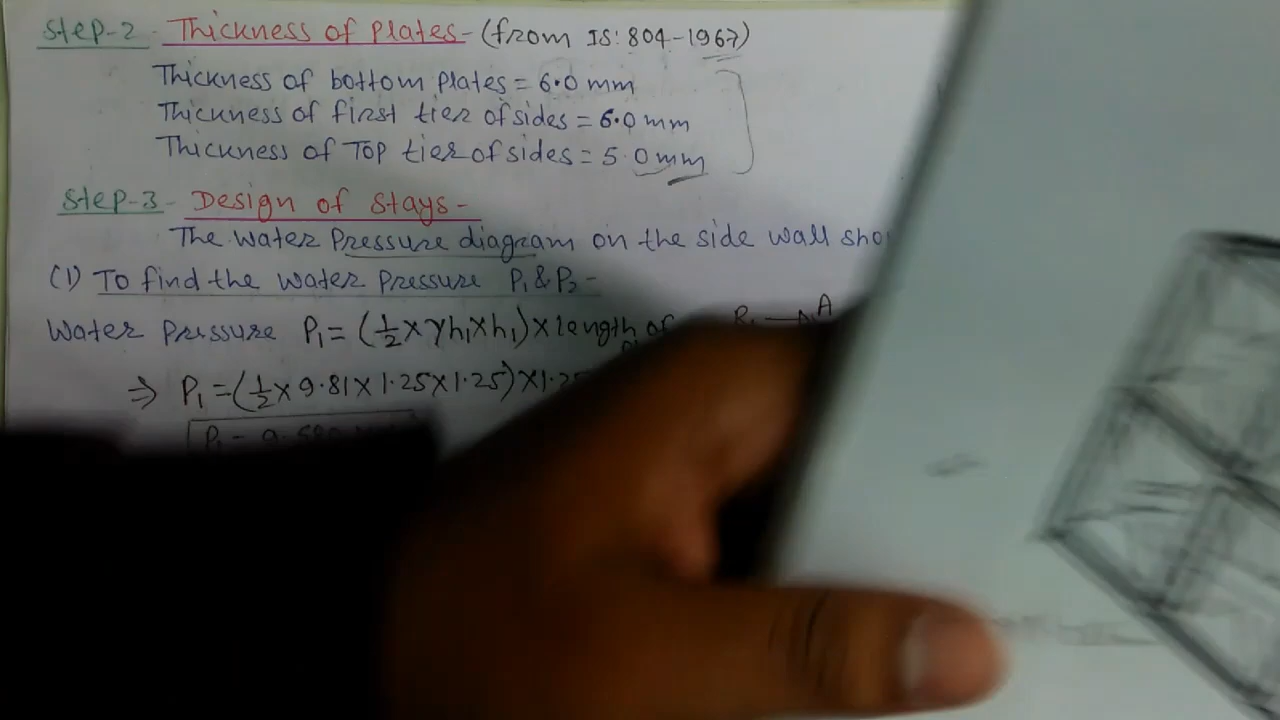 Step-2 - Thickness of Plates - (from IS: 804-1967)
Thickness of bottom plates = 6.0 mm
Thickness of first tier of sides = 6.0 mm
Thickness of TOP tier of sides = 5.0 mm
Step-3 - Design of stays -
The water pressure diagram on the side wall
(1) To find the water pressure P₁ & P₂ -
Water pressure P₁ = (½ × γh₁ × h₁) × length of
A
⇒ P₁ = (½ × 9.81 × 1.25 × 1.25) × 1.25